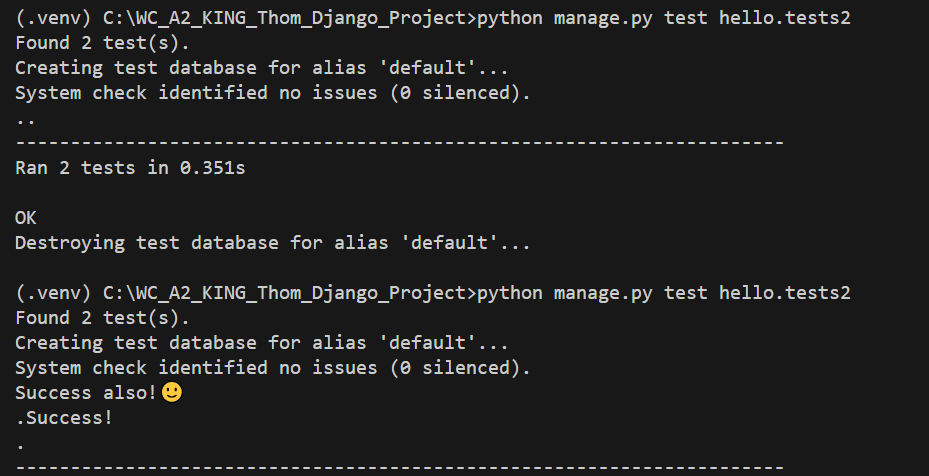 (.venv) C:\WC_A2_KING_Thom_Django_Project>python manage.py test hello.tests2
Found 2 test(s).
Creating test database for alias 'default'...
System check identified no issues (0 silenced).
..
----------------------------------------------------------------------
Ran 2 tests in 0.351s
OK
Destroying test database for alias 'default'...
(.venv) C:\WC_A2_KING_Thom_Django_Project>python manage.py test hello.tests2
Found 2 test(s).
Creating test database for alias 'default'...
System check identified no issues (0 silenced).
Success also!🙂
.Success!
.
----------------------------------------------------------------------